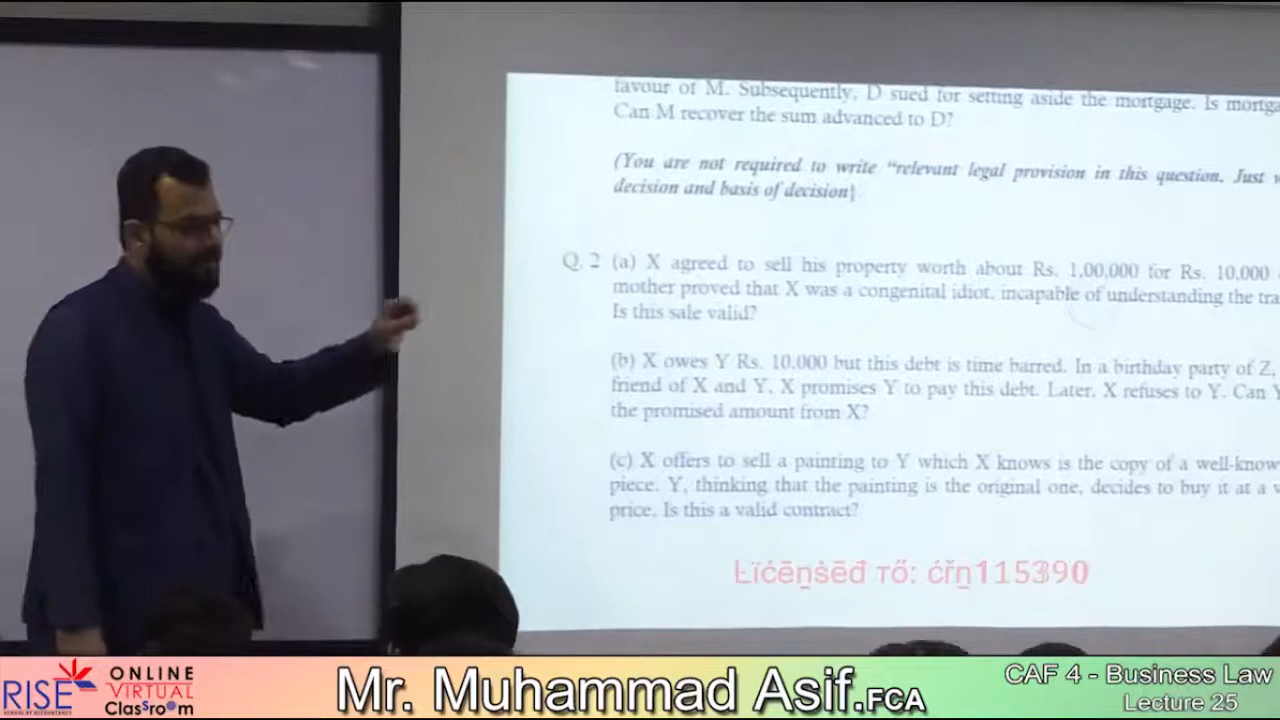 favour of M. Subsequently, D sued for setting aside the mortgage. Is mortga
Can M recover the sum advanced to D?
(You are not required to write “relevant legal provision in this question. Just w
decision and basis of decision)
Q. 2 (a) X agreed to sell his property worth about Rs. 1,00,000 for Rs. 10,000
mother proved that X was a congenital idiot, incapable of understanding the tra
Is this sale valid?
(b) X owes Y Rs. 10,000 but this debt is time barred. In a birthday party of Z,
friend of X and Y, X promises Y to pay this debt. Later, X refuses to Y. Can Y
the promised amount from X?
(c) X offers to sell a painting to Y which X knows is the copy of a well-know
piece. Y, thinking that the painting is the original one, decides to buy it at a v
price. Is this a valid contract?
Łïċēṉṡēđ тő: ćřṉ115390
RISE
ONLINE
VIRTUAL
ClasSro@m
Mr. Muhammad Asif.FCA
CAF 4 - Business Law
Lecture 25